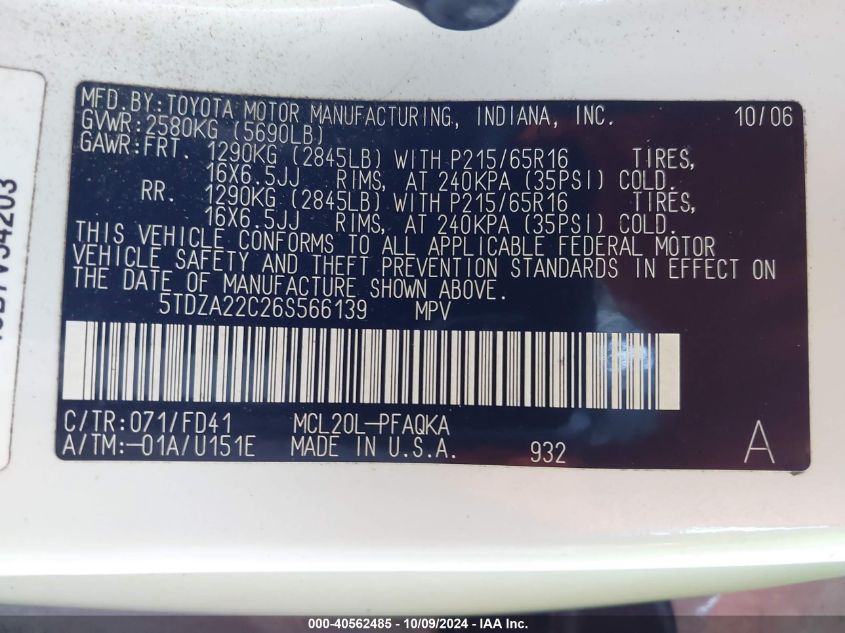 MFD.BY:TOYOTA MOTOR MANUFACTURING, INDIANA, INC. 10/06
GVWR:2580KG (5690LB)
GAWR:FRT. 1290KG (2845LB) WITH P215/65R16 TIRES,
16X6.5JJ RIMS, AT 240KPA (35PSI) COLD.
RR. 1290KG (2845LB) WITH P215/65R16 TIRES,
16X6.5JJ RIMS, AT 240KPA (35PSI) COLD.
THIS VEHICLE CONFORMS TO ALL APPLICABLE FEDERAL MOTOR
VEHICLE SAFETY AND THEFT PREVENTION STANDARDS IN EFFECT ON
THE DATE OF MANUFACTURE SHOWN ABOVE.
5TDZA22C26S566139 MPV
C/TR:071/FD41 MCL20L-PFAQKA
A/TM:-01A/U151E MADE IN U.S.A. 932 A
000-40562485 - 10/09/2024 - IAA Inc.